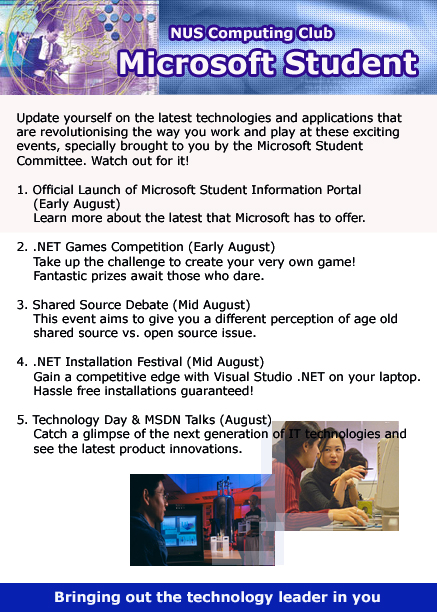 NUS Computing Club
Microsoft Student
Update yourself on the latest technologies and applications that
are revolutionising the way you work and play at these exciting
events, specially brought to you by the Microsoft Student
Committee. Watch out for it!
1. Official Launch of Microsoft Student Information Portal
(Early August)
Learn more about the latest that Microsoft has to offer.
2. .NET Games Competition (Early August)
Take up the challenge to create your very own game!
Fantastic prizes await those who dare.
3. Shared Source Debate (Mid August)
This event aims to give you a different perception of age old
shared source vs. open source issue.
4. .NET Installation Festival (Mid August)
Gain a competitive edge with Visual Studio .NET on your laptop.
Hassle free installations guaranteed!
5. Technology Day & MSDN Talks (August)
Catch a glimpse of the next generation of IT technologies and
see the latest product innovations.
Bringing out the technology leader in you